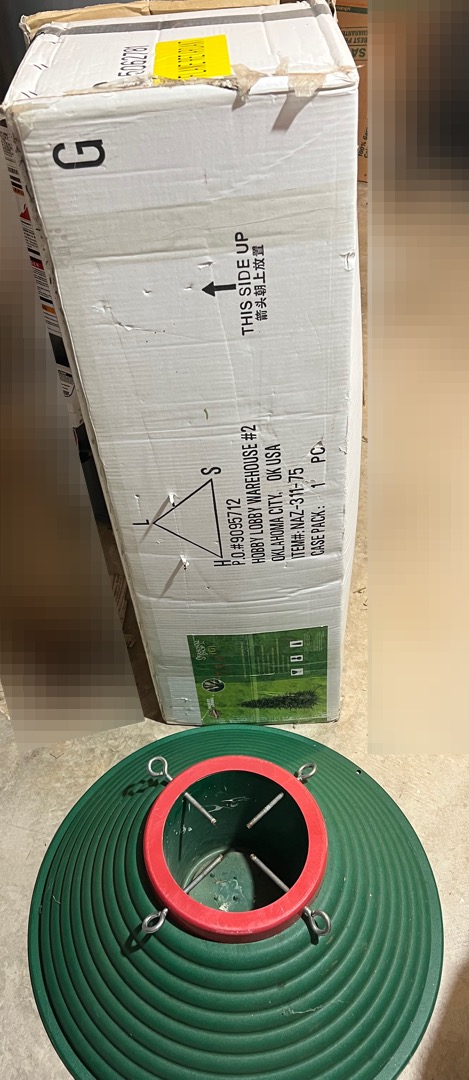 5062781
G
THIS SIDE UP
箭头朝上放置
L
S
H
P.O.#9095712
HOBBY LOBBY WAREHOUSE #2
OKLAHOMA CITY, OK USA
ITEM#: NAZ-311-75
CASE PACK: 1 PC